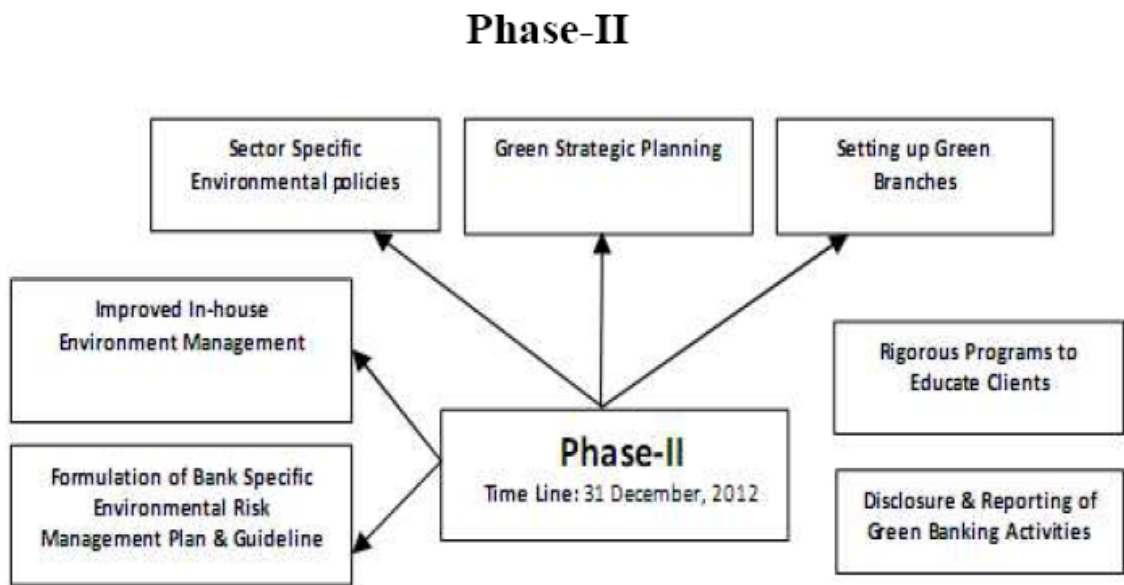 Phase-II
Sector Specific
Environmental policies
Green Strategic Planning
Setting up Green
Branches
Improved In-house
Environment Management
Rigorous Programs to
Educate Clients
Phase-II
Time Line: 31 December, 2012
Formulation of Bank Specific
Environmental Risk
Management Plan & Guideline
Disclosure & Reporting of
Green Banking Activities